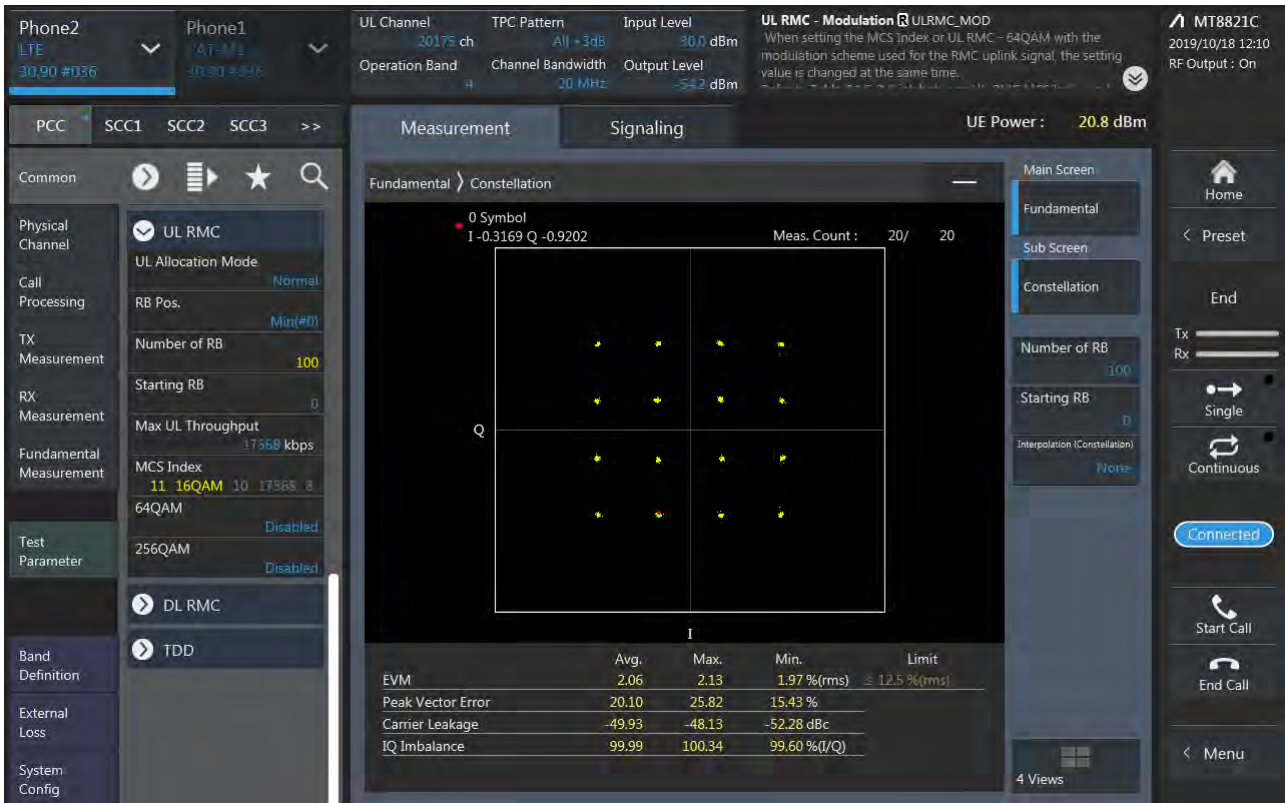 Phone2
LTE
30.90 #036
Phone1
CAT-M1
30.90 #036
UL Channel
20175 ch
Operation Band
4
TPC Pattern
All +3dB
Channel Bandwidth
20 MHz
Input Level
30.0 dBm
Output Level
-54.2 dBm
UL RMC - Modulation R ULRMC_MOD
When setting the MCS Index or UL RMC – 64QAM with the
modulation scheme used for the RMC uplink signal, the setting
value is changed at the same time.
MT8821C
2019/10/18 12:10
RF Output : On
PCC SCC1 SCC2 SCC3 >>
Measurement
Signaling
UE Power : 20.8 dBm
Common
Physical
Channel
Call
Processing
TX
Measurement
RX
Measurement
Fundamental
Measurement
Test
Parameter
Band
Definition
External
Loss
System
Config
UL RMC
UL Allocation Mode
Normal
RB Pos.
Min(#0)
Number of RB
100
Starting RB
0
Max UL Throughput
17568 kbps
MCS Index
11 16QAM 10 17568 8
64QAM
Disabled
256QAM
Disabled
DL RMC
TDD
Fundamental Constellation
0 Symbol
I -0.3169 Q -0.9202
Meas. Count : 20/ 20
Q
I
Avg. Max. Min. Limit
EVM 2.06 2.13 1.97 %(rms) ≤ 12.5 %(rms)
Peak Vector Error 20.10 25.82 15.43 %
Carrier Leakage -49.93 -48.13 -52.28 dBc
IQ Imbalance 99.99 100.34 99.60 %(I/Q)
Main Screen
Fundamental
Sub Screen
Constellation
Number of RB
100
Starting RB
0
Interpolation (Constellation)
None
4 Views
Home
< Preset
End
Tx
Rx
Single
Continuous
Connected
Start Call
End Call
< Menu